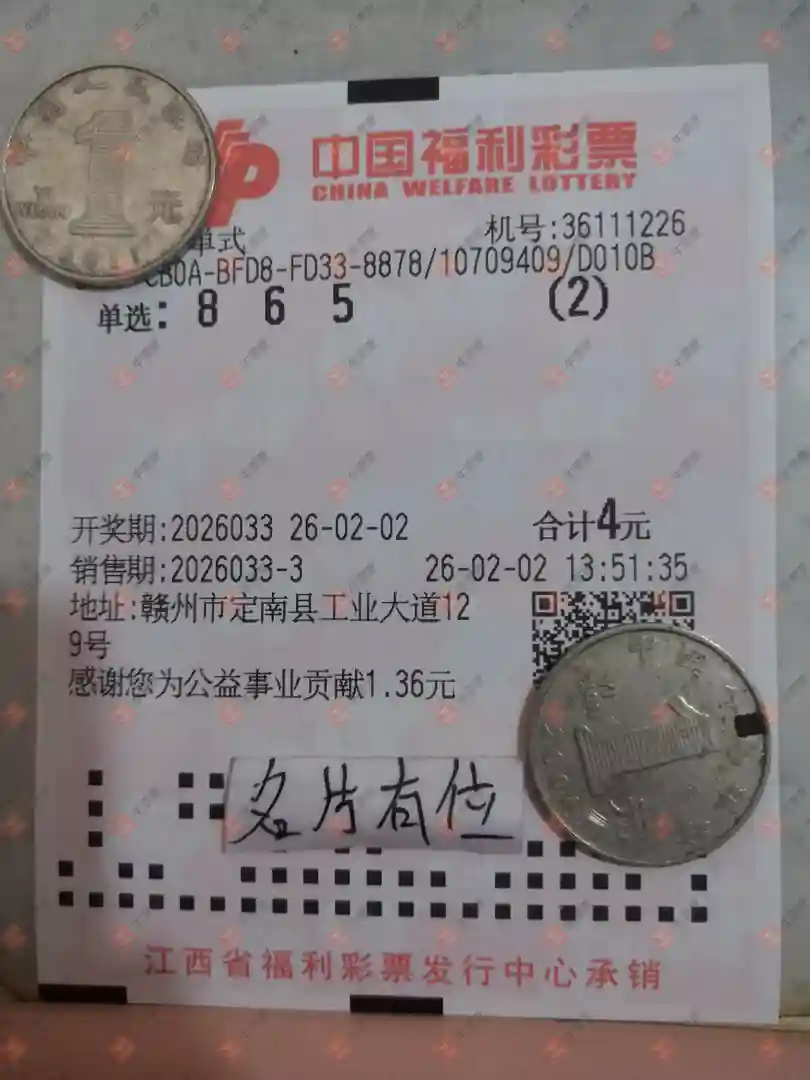 中国福利彩票
CHINA WELFARE LOTTERY
单式
机号:36111226
CB0A-BFD8-FD33-8878/10709409/D010B
单选: 8 6 5 (2)
开奖期:2026033 26-02-02 合计4元
销售期:2026033-3 26-02-02 13:51:35
地址:赣州市定南县工业大道12
9号
感谢您为公益事业贡献1.36元
名片有位
江西省福利彩票发行中心承销
元